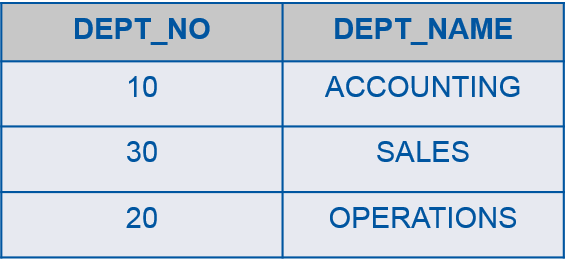 DEPT_NO DEPT_NAME
10 ACCOUNTING
30 SALES
20 OPERATIONS